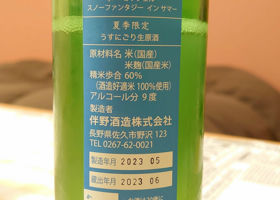 スノーファンタジー イン サマー
夏季限定
うすにごり生原酒
原材料名 米(国産)
米麹(国産米)
精米歩合 60%
(酒造好適米100%使用)
アルコール分 9度
製造者
伴野酒造株式会社
長野県佐久市野沢 123
TEL 0267-62-0021
製造年月 2023 05
蔵出年月 2023 06